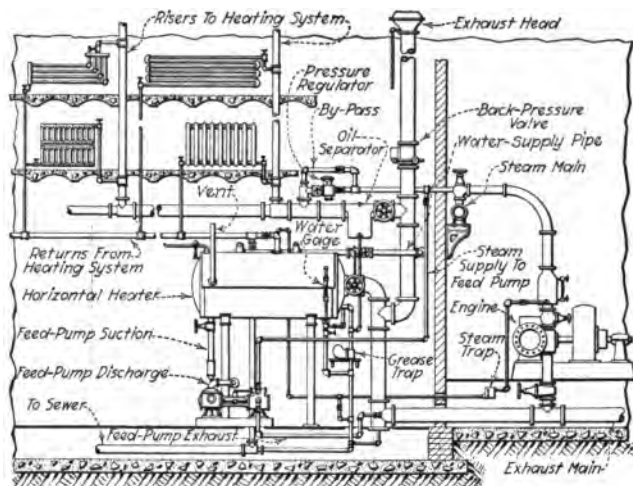 Risers To Heating System
Exhaust Head
Pressure
Regulator
By-Pass
Oil
Separator
Back-Pressure
Valve
Water-Supply Pipe
Steam Main
Vent
Water
Gage
Returns From
Heating System
Steam
Supply To
Feed Pump
Horizontal Heater
Engine
Feed-Pump Suction
Steam
Trap
Grease
Trap
Feed-Pump Discharge
To Sewer
Feed-Pump Exhaust
Exhaust Main